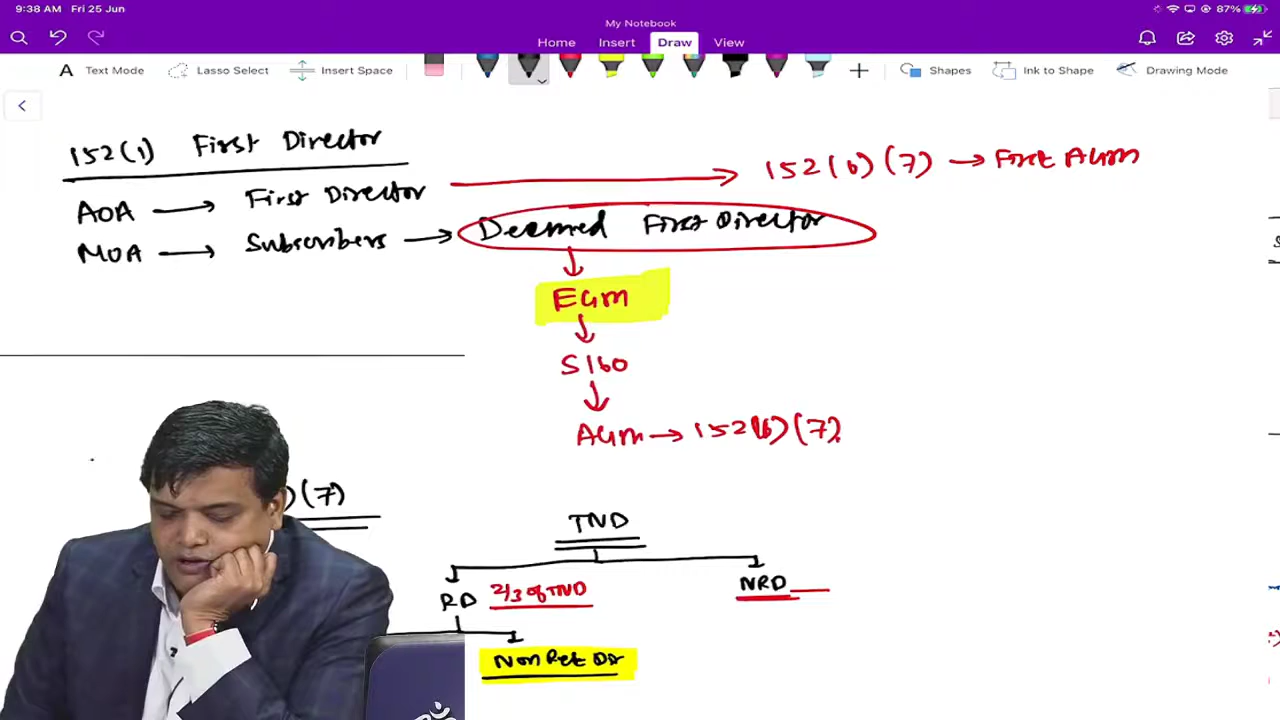 9:38 AM Fri 25 Jun 87%
My Notebook
Home Insert Draw View
Text Mode Lasso Select Insert Space Shapes Ink to Shape Drawing Mode
152(1) First Director
AOA → First Director → 152(6)(7) → First AGM
MOA → Subscribers → Deemed First Director
EGM
S160
AGM → 152(6)(7)
)(7)
TND
RD 2/3 of TND NRD
Non Ret Dir